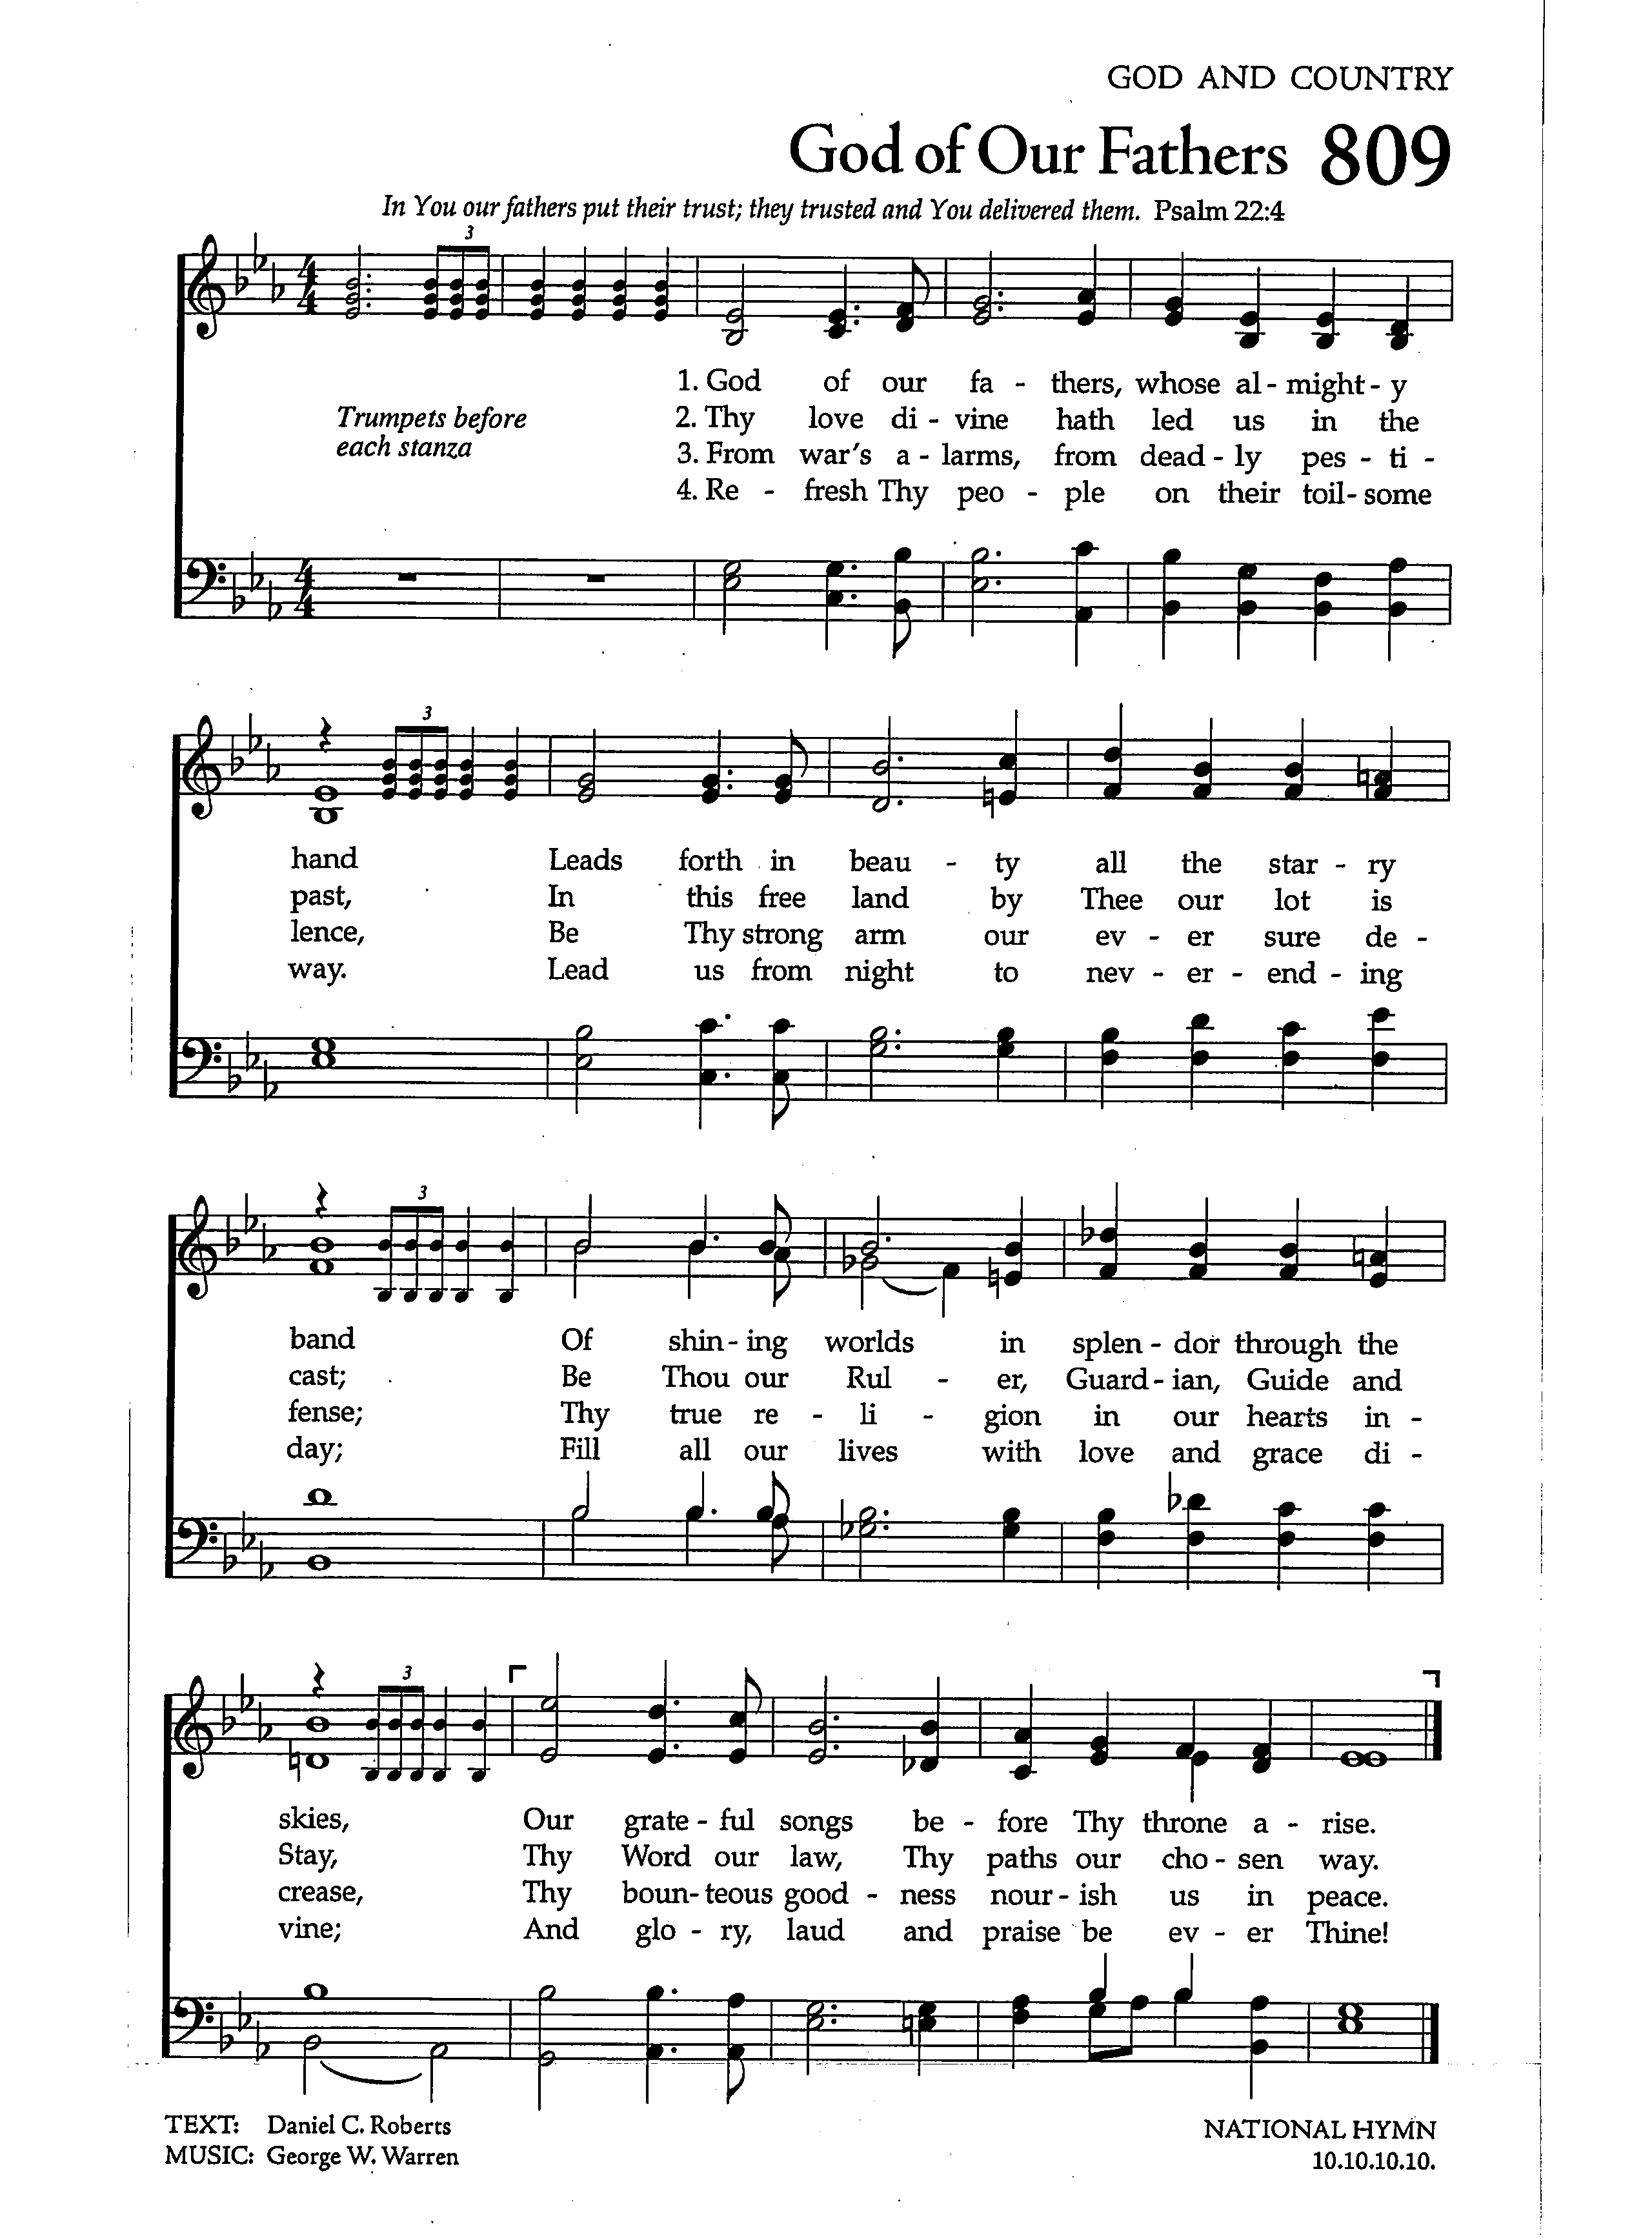 GOD AND COUNTRY
God of Our Fathers 809
In You our fathers put their trust; they trusted and You delivered them. Psalm 22:4
3
1. God of our fa - thers, whose al - might - y
Trumpets before
each stanza
2. Thy love di - vine hath led us in the
3. From war's a - larms, from dead - ly pes - ti -
4. Re - fresh Thy peo - ple on their toil - some
3
hand Leads forth in beau - ty all the star - ry
past, In this free land by Thee our lot is
lence, Be Thy strong arm our ev - er sure de -
way. Lead us from night to nev - er - end - ing
3
band Of shin - ing worlds in splen - dor through the
cast; Be Thou our Rul - er, Guard - ian, Guide and
fense; Thy true re - li - gion in our hearts in -
day; Fill all our lives with love and grace di -
3
skies, Our grate - ful songs be - fore Thy throne a - rise.
Stay, Thy Word our law, Thy paths our cho - sen way.
crease, Thy boun - teous good - ness nour - ish us in peace.
vine; And glo - ry, laud and praise be ev - er Thine!
TEXT: Daniel C. Roberts
MUSIC: George W. Warren
NATIONAL HYMN
10.10.10.10.